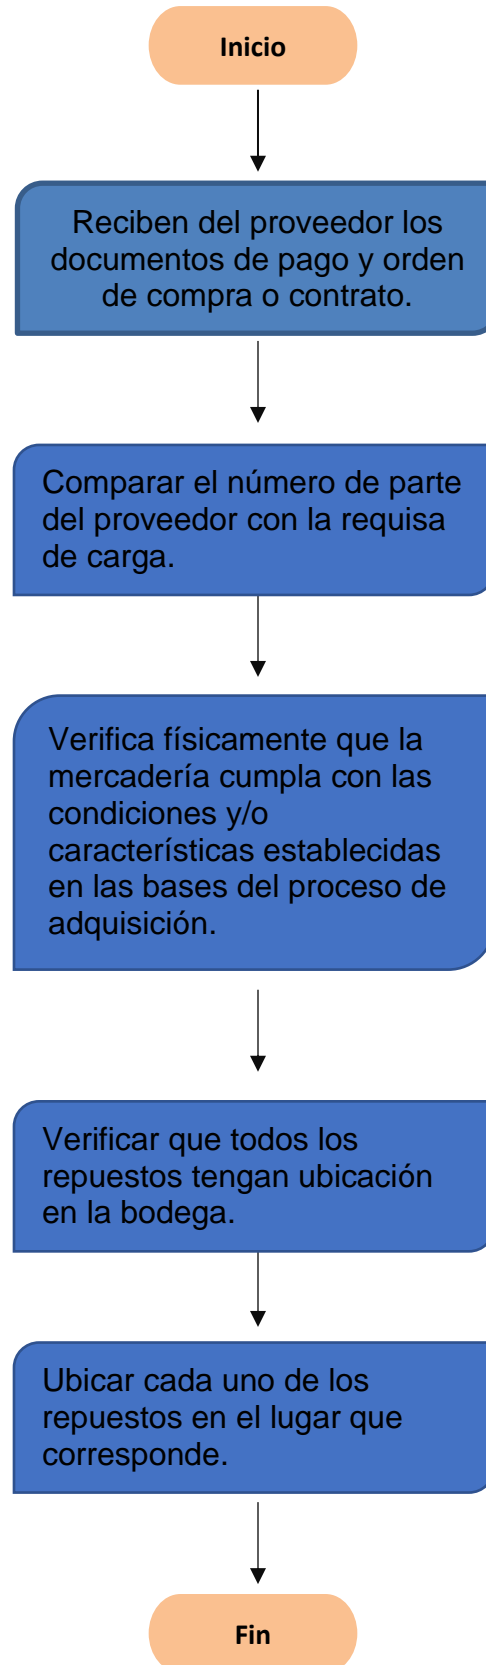 Inicio
Reciben del proveedor los
documentos de pago y orden
de compra o contrato.
Comparar el número de parte
del proveedor con la requisa
de carga.
Verifica físicamente que la
mercadería cumpla con las
condiciones y/o
características establecidas
en las bases del proceso de
adquisición.
Verificar que todos los
repuestos tengan ubicación
en la bodega.
Ubicar cada uno de los
repuestos en el lugar que
corresponde.
Fin